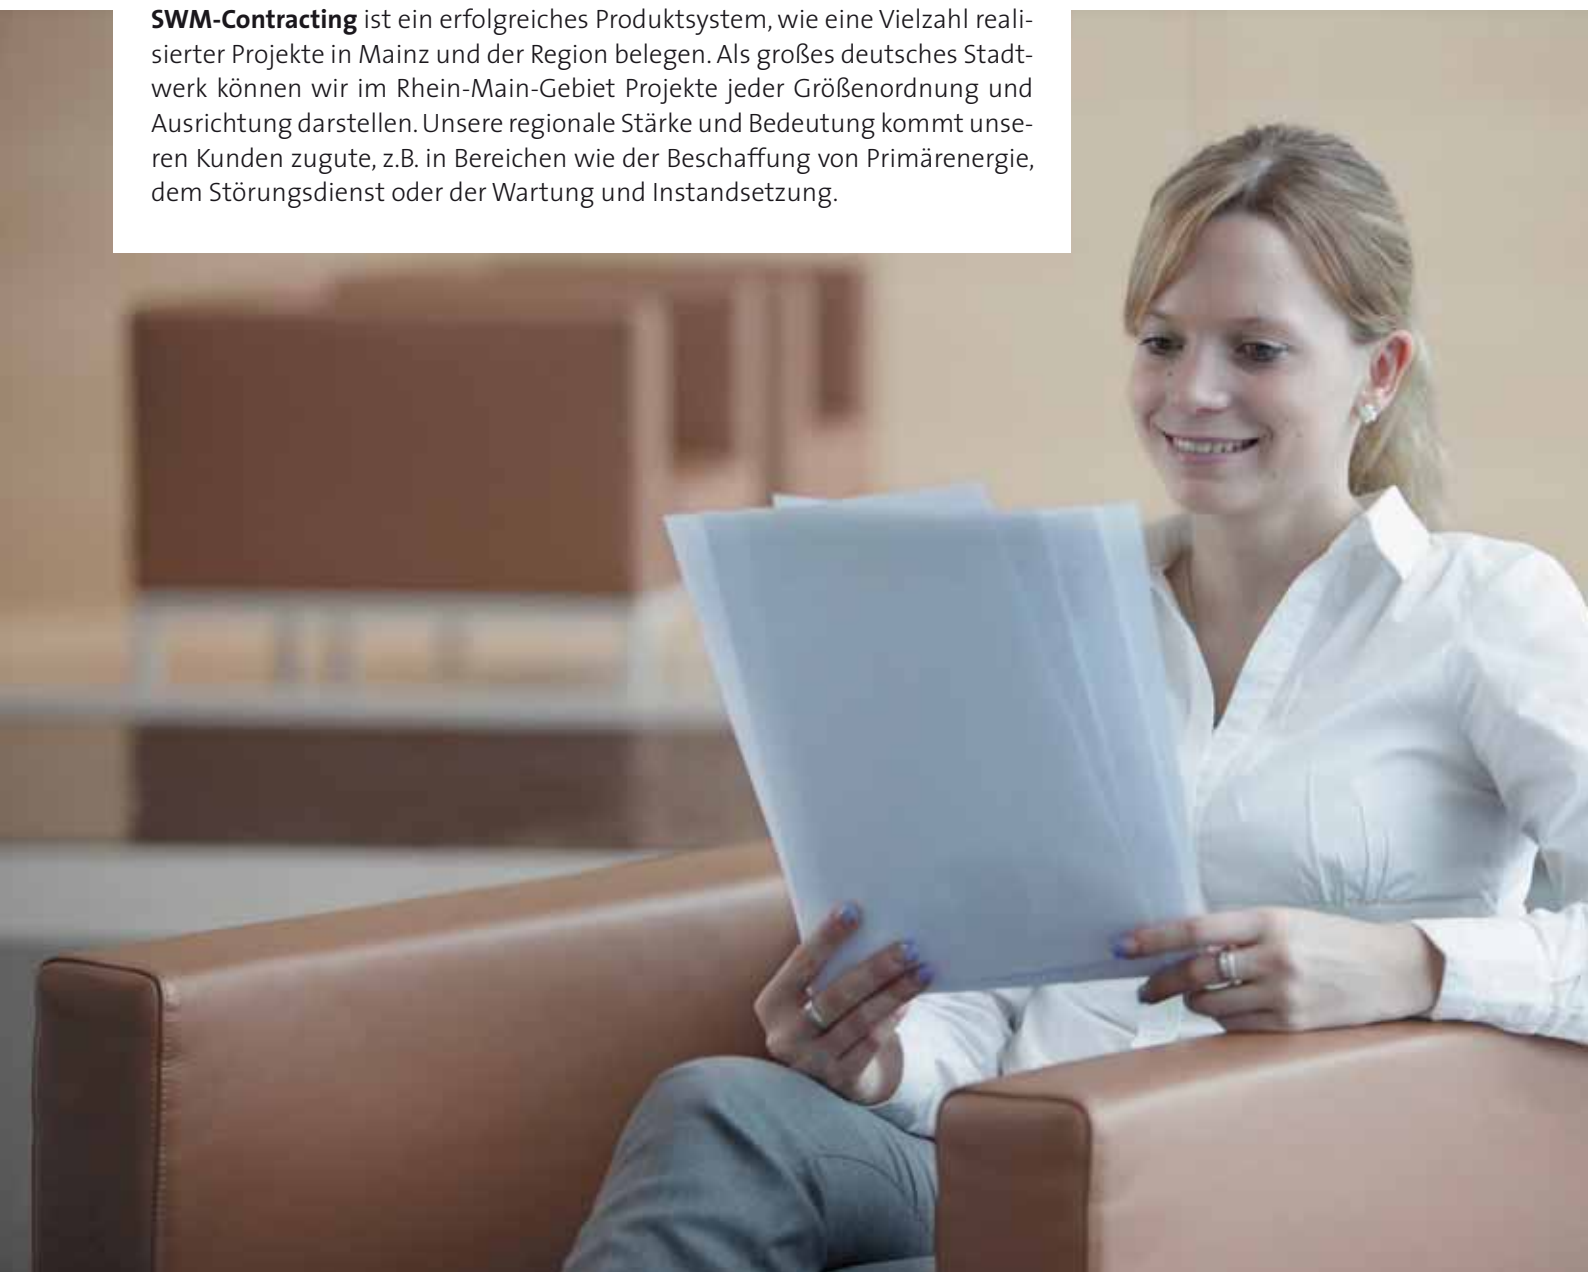 SWM-Contracting ist ein erfolgreiches Produktsystem, wie eine Vielzahl reali-
sierter Projekte in Mainz und der Region belegen. Als großes deutsches Stadt-
werk können wir im Rhein-Main-Gebiet Projekte jeder Größenordnung und
Ausrichtung darstellen. Unsere regionale Stärke und Bedeutung kommt unse-
ren Kunden zugute, z.B. in Bereichen wie der Beschaffung von Primärenergie,
dem Störungsdienst oder der Wartung und Instandsetzung.